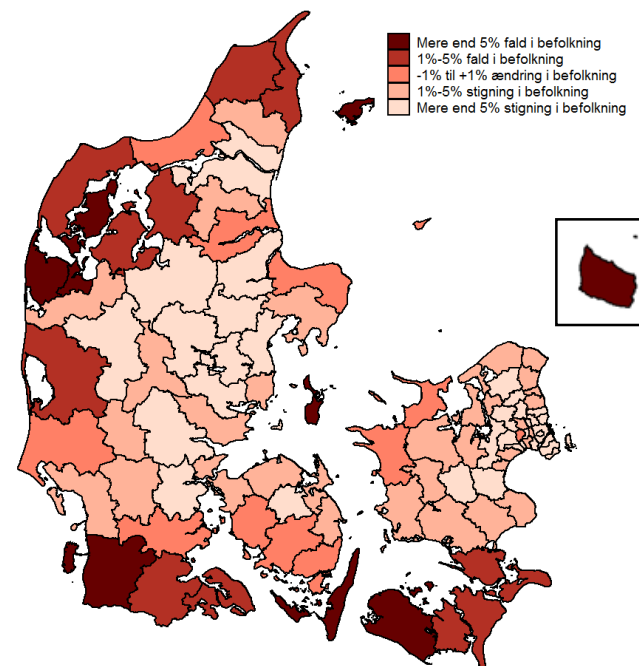 Mere end 5% fald i befolkning
1%-5% fald i befolkning
-1% til +1% ændring i befolkning
1%-5% stigning i befolkning
Mere end 5% stigning i befolkning